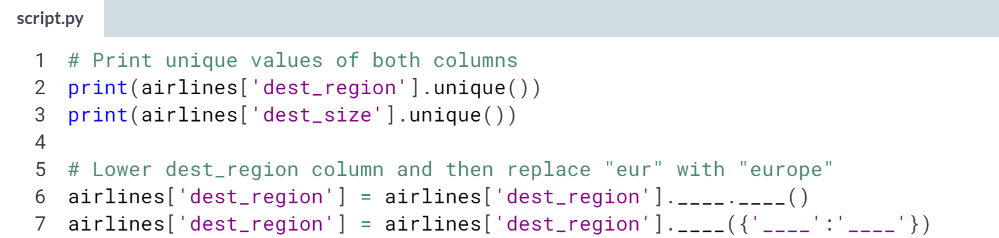 script.py
1 # Print unique values of both columns
2 print(airlines['dest_region'].unique())
3 print(airlines['dest_size'].unique())
4
5 # Lower dest_region column and then replace "eur" with "europe"
6 airlines['dest_region'] = airlines['dest_region'].____.____()
7 airlines['dest_region'] = airlines['dest_region'].____({'____':'____'})